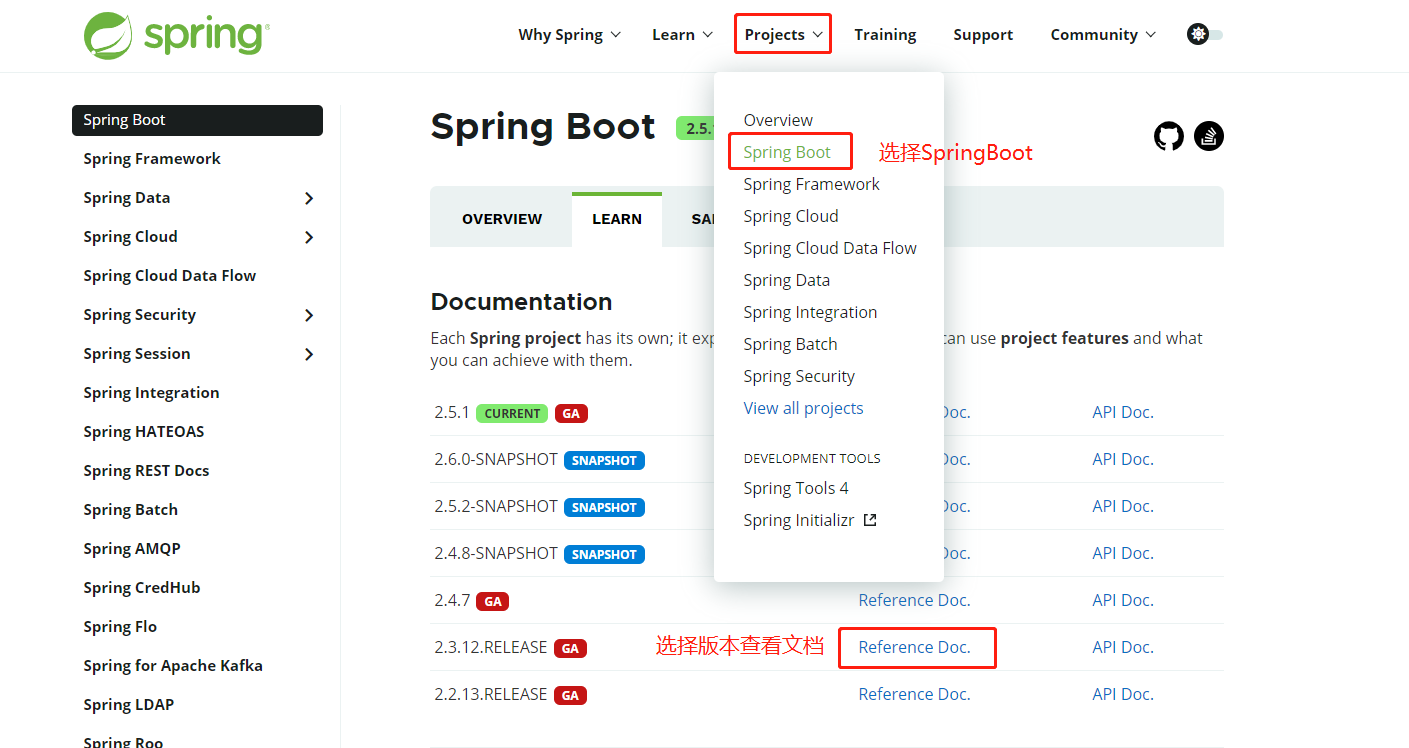 spring
Why Spring
Learn
Projects
Training
Support
Community
Spring Boot
Spring Framework
Spring Data
Spring Cloud
Spring Cloud Data Flow
Spring Security
Spring Session
Spring Integration
Spring HATEOAS
Spring REST Docs
Spring Batch
Spring AMQP
Spring CredHub
Spring Flo
Spring for Apache Kafka
Spring LDAP
Spring Roo
Spring Boot 2.5.
Overview
Spring Boot
选择SpringBoot
Spring Framework
Spring Cloud
Spring Cloud Data Flow
Spring Data
Spring Integration
Spring Batch
Spring Security
View all projects
DEVELOPMENT TOOLS
Spring Tools 4
Spring Initializr
OVERVIEW
LEARN
SA
Documentation
Each Spring project has its own; it exp can use project features and what
you can achieve with them.
2.5.1 CURRENT GA Doc. API Doc.
2.6.0-SNAPSHOT SNAPSHOT Doc. API Doc.
2.5.2-SNAPSHOT SNAPSHOT Doc. API Doc.
2.4.8-SNAPSHOT SNAPSHOT Doc. API Doc.
2.4.7 GA Reference Doc. API Doc.
2.3.12.RELEASE GA 选择版本查看文档 Reference Doc. API Doc.
2.2.13.RELEASE GA Reference Doc. API Doc.